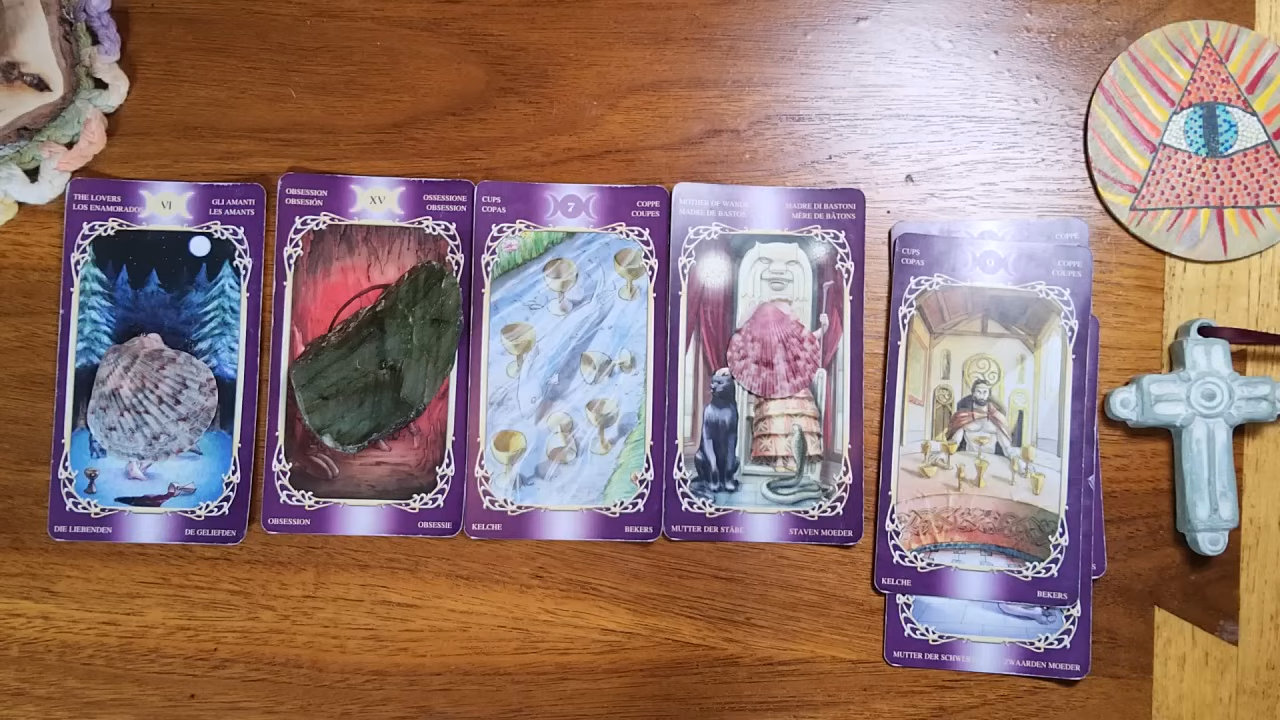 THE LOVERS
LOS ENAMORADOS
VI
GLI AMANTI
LES AMANTS
DIE LIEBENDEN
DE GELIEFDEN
OBSESSION
OBSESIÓN
XV
OSSESSIONE
OBSESSION
OBSESSION
OBSESSIE
CUPS
COPAS
7
COPPE
COUPES
KELCHE
BEKERS
MOTHER OF WANDS
MADRE DE BASTOS
MADRE DI BASTONI
MÈRE DE BÂTONS
MUTTER DER STÄBE
STAVEN MOEDER
COPPE
CUPS
COPAS
9
COPPE
COUPES
KELCHE
BEKERS
MUTTER DER
ZWAARDEN MOEDER